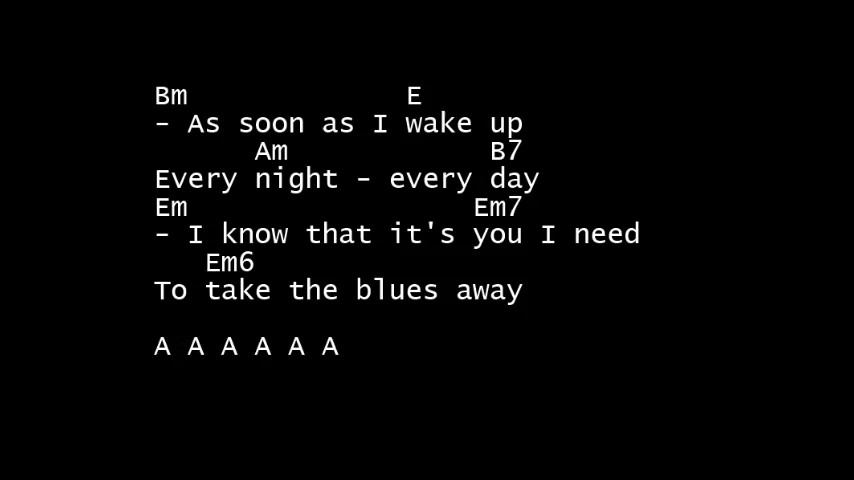 Bm             E
– As soon as I wake up
      Am            B7
Every night – every day
Em                 Em7
– I know that it's you I need
   Em6
To take the blues away
A A A A A A